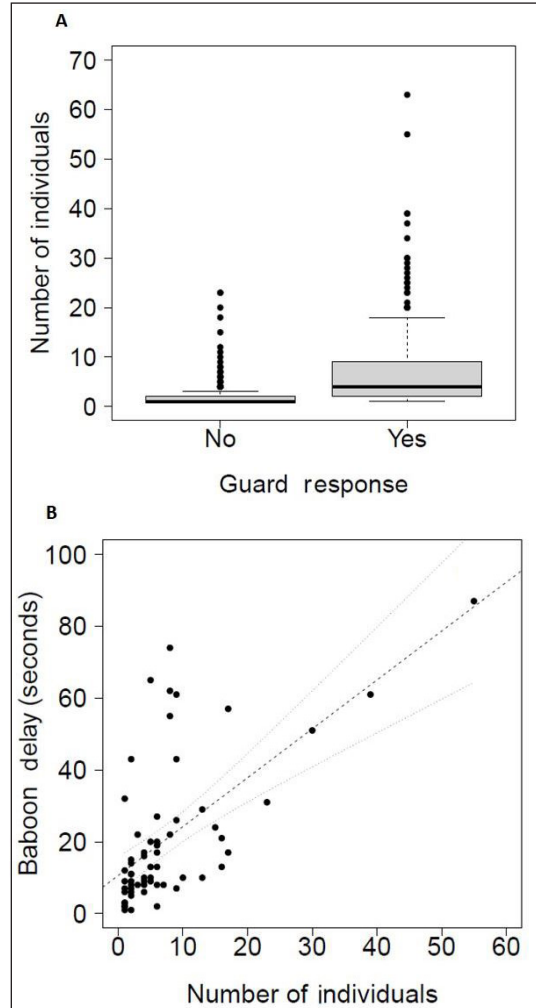 A
Number of individuals
70
60
50
40
30
20
10
0
No Yes
Guard response
B
Baboon delay (seconds)
100
80
60
40
20
0
0 10 20 30 40 50 60
Number of individuals